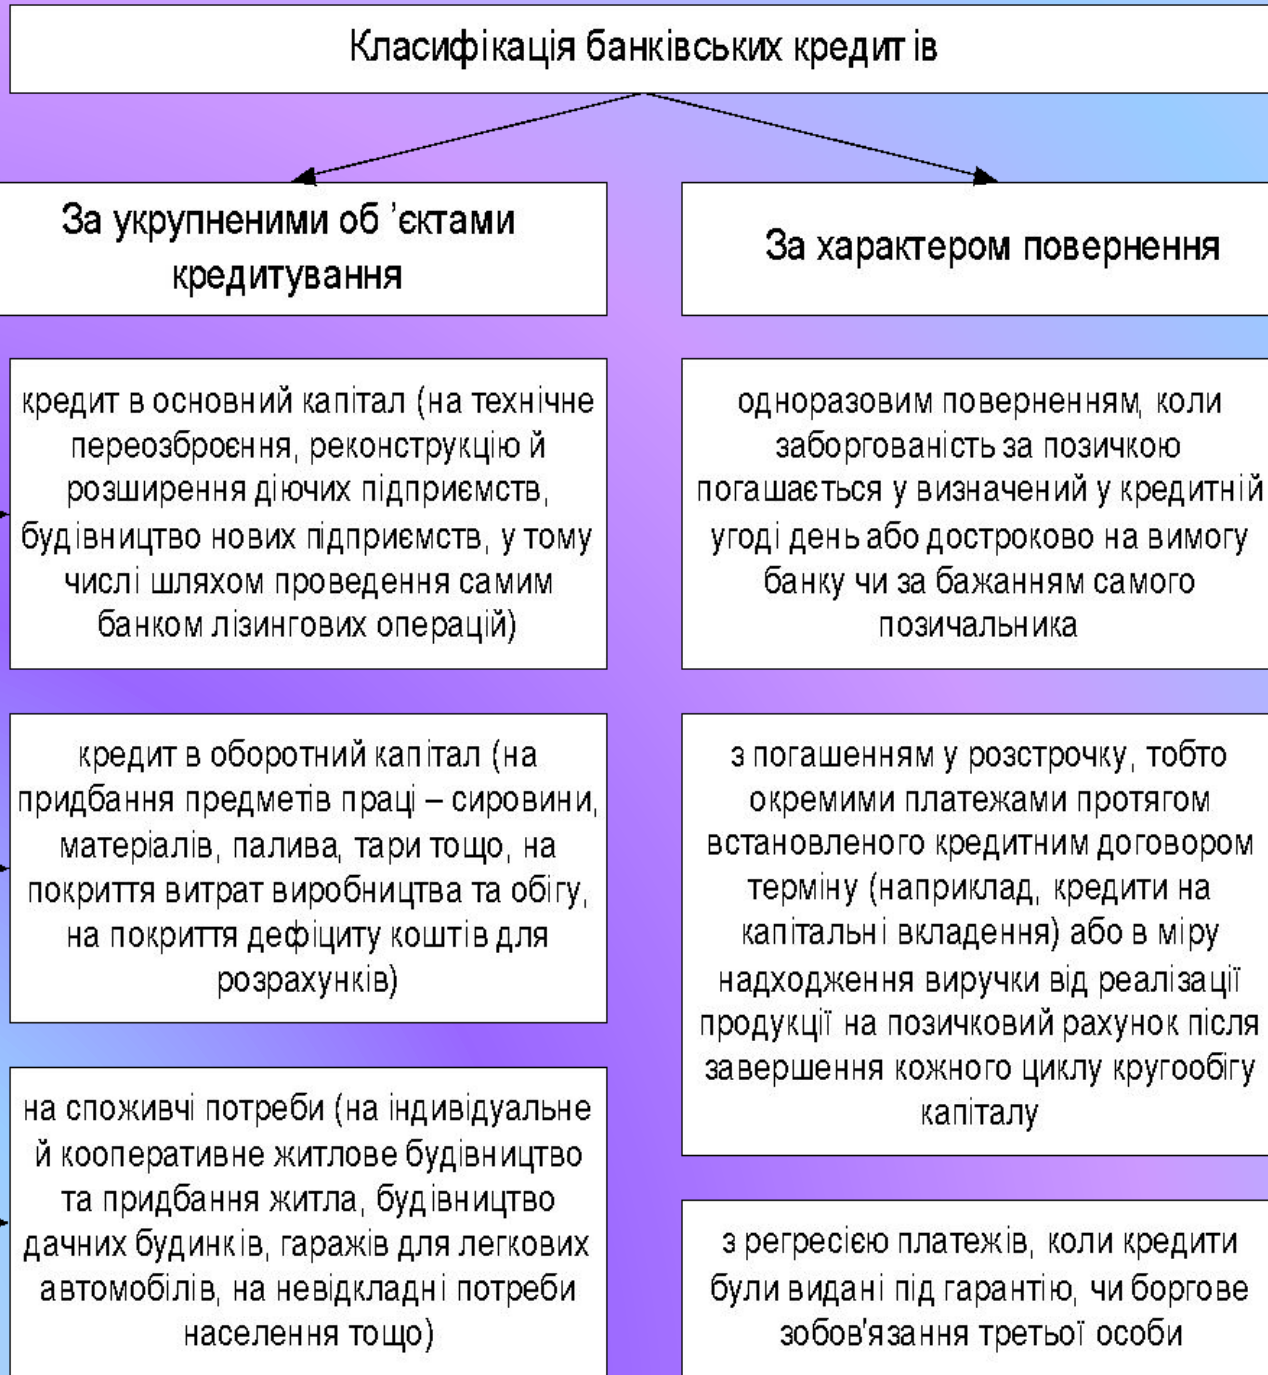 Класифікація банківських кредитів
За укрупненими об ’єктами
кредитування
кредит в основний капітал (на технічне
переозброєння, реконструкцію й
розширення діючих підприємств,
будівництво нових підприємств, у тому
числі шляхом проведення самим
банком лізингових операцій)
кредит в оборотний капітал (на
придбання предметів праці – сировини,
матеріалів, палива, тари тощо, на
покриття витрат виробництва та обігу,
на покриття дефіциту коштів для
розрахунків)
на споживчі потреби (на індивідуальне
й кооперативне житлове будівництво
та придбання житла, будівництво
дачних будинків, гаражів для легкових
автомобілів, на невідкладні потреби
населення тощо)
За характером повернення
одноразовим поверненням, коли
заборгованість за позичкою
погашається у визначений у кредитній
угоді день або достроково на вимогу
банку чи за бажанням самого
позичальника
з погашенням у розстрочку, тобто
окремими платежами протягом
встановленого кредитним договором
терміну (наприклад, кредити на
капітальні вкладення) або в міру
надходження виручки від реалізації
продукції на позичковий рахунок після
завершення кожного циклу кругообігу
капіталу
з регресією платежів, коли кредити
були видані під гарантію, чи боргове
зобов'язання третьої особи